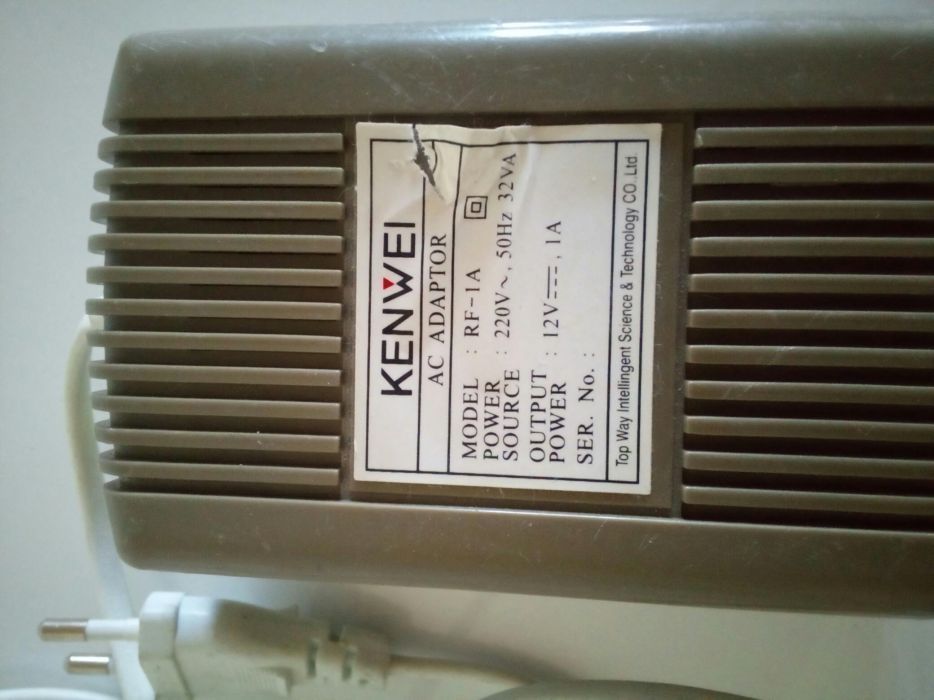 KENWEI
AC ADAPTOR
MODEL : RF-1A
POWER
SOURCE : 220V~, 50Hz 32VA
OUTPUT
POWER : 12V⎓, 1A
SER. No. :
Top Way Intellingent Science & Technology CO., Ltd.